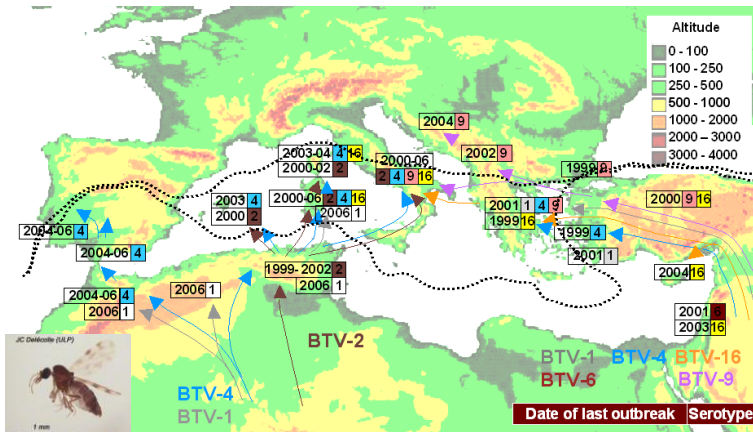 Altitude
0 - 100
100 - 250
250 - 500
500 - 1000
1000 - 2000
2000 – 3000
3000 - 4000
2004 9
2003-04 4 16
2000-02 2
2000-06
2 4 9 16
2002 9
1999 9
2003 4
2000 2
2000-06 2 4 16
2006 1
2001 1 4 9
1999 16
2000 9 16
2004-06 4
2004-06 4
1999 4
2001 1
1999- 2002 2
2006 1
2004 16
2004-06 4
2006 1
2006 1
2001 6
2003 16
JC Delécolle (ULP)
1 mm
BTV-2
BTV-4
BTV-1
BTV-1 BTV-4 BTV-16
BTV-6 BTV-9
Date of last outbreak Serotype